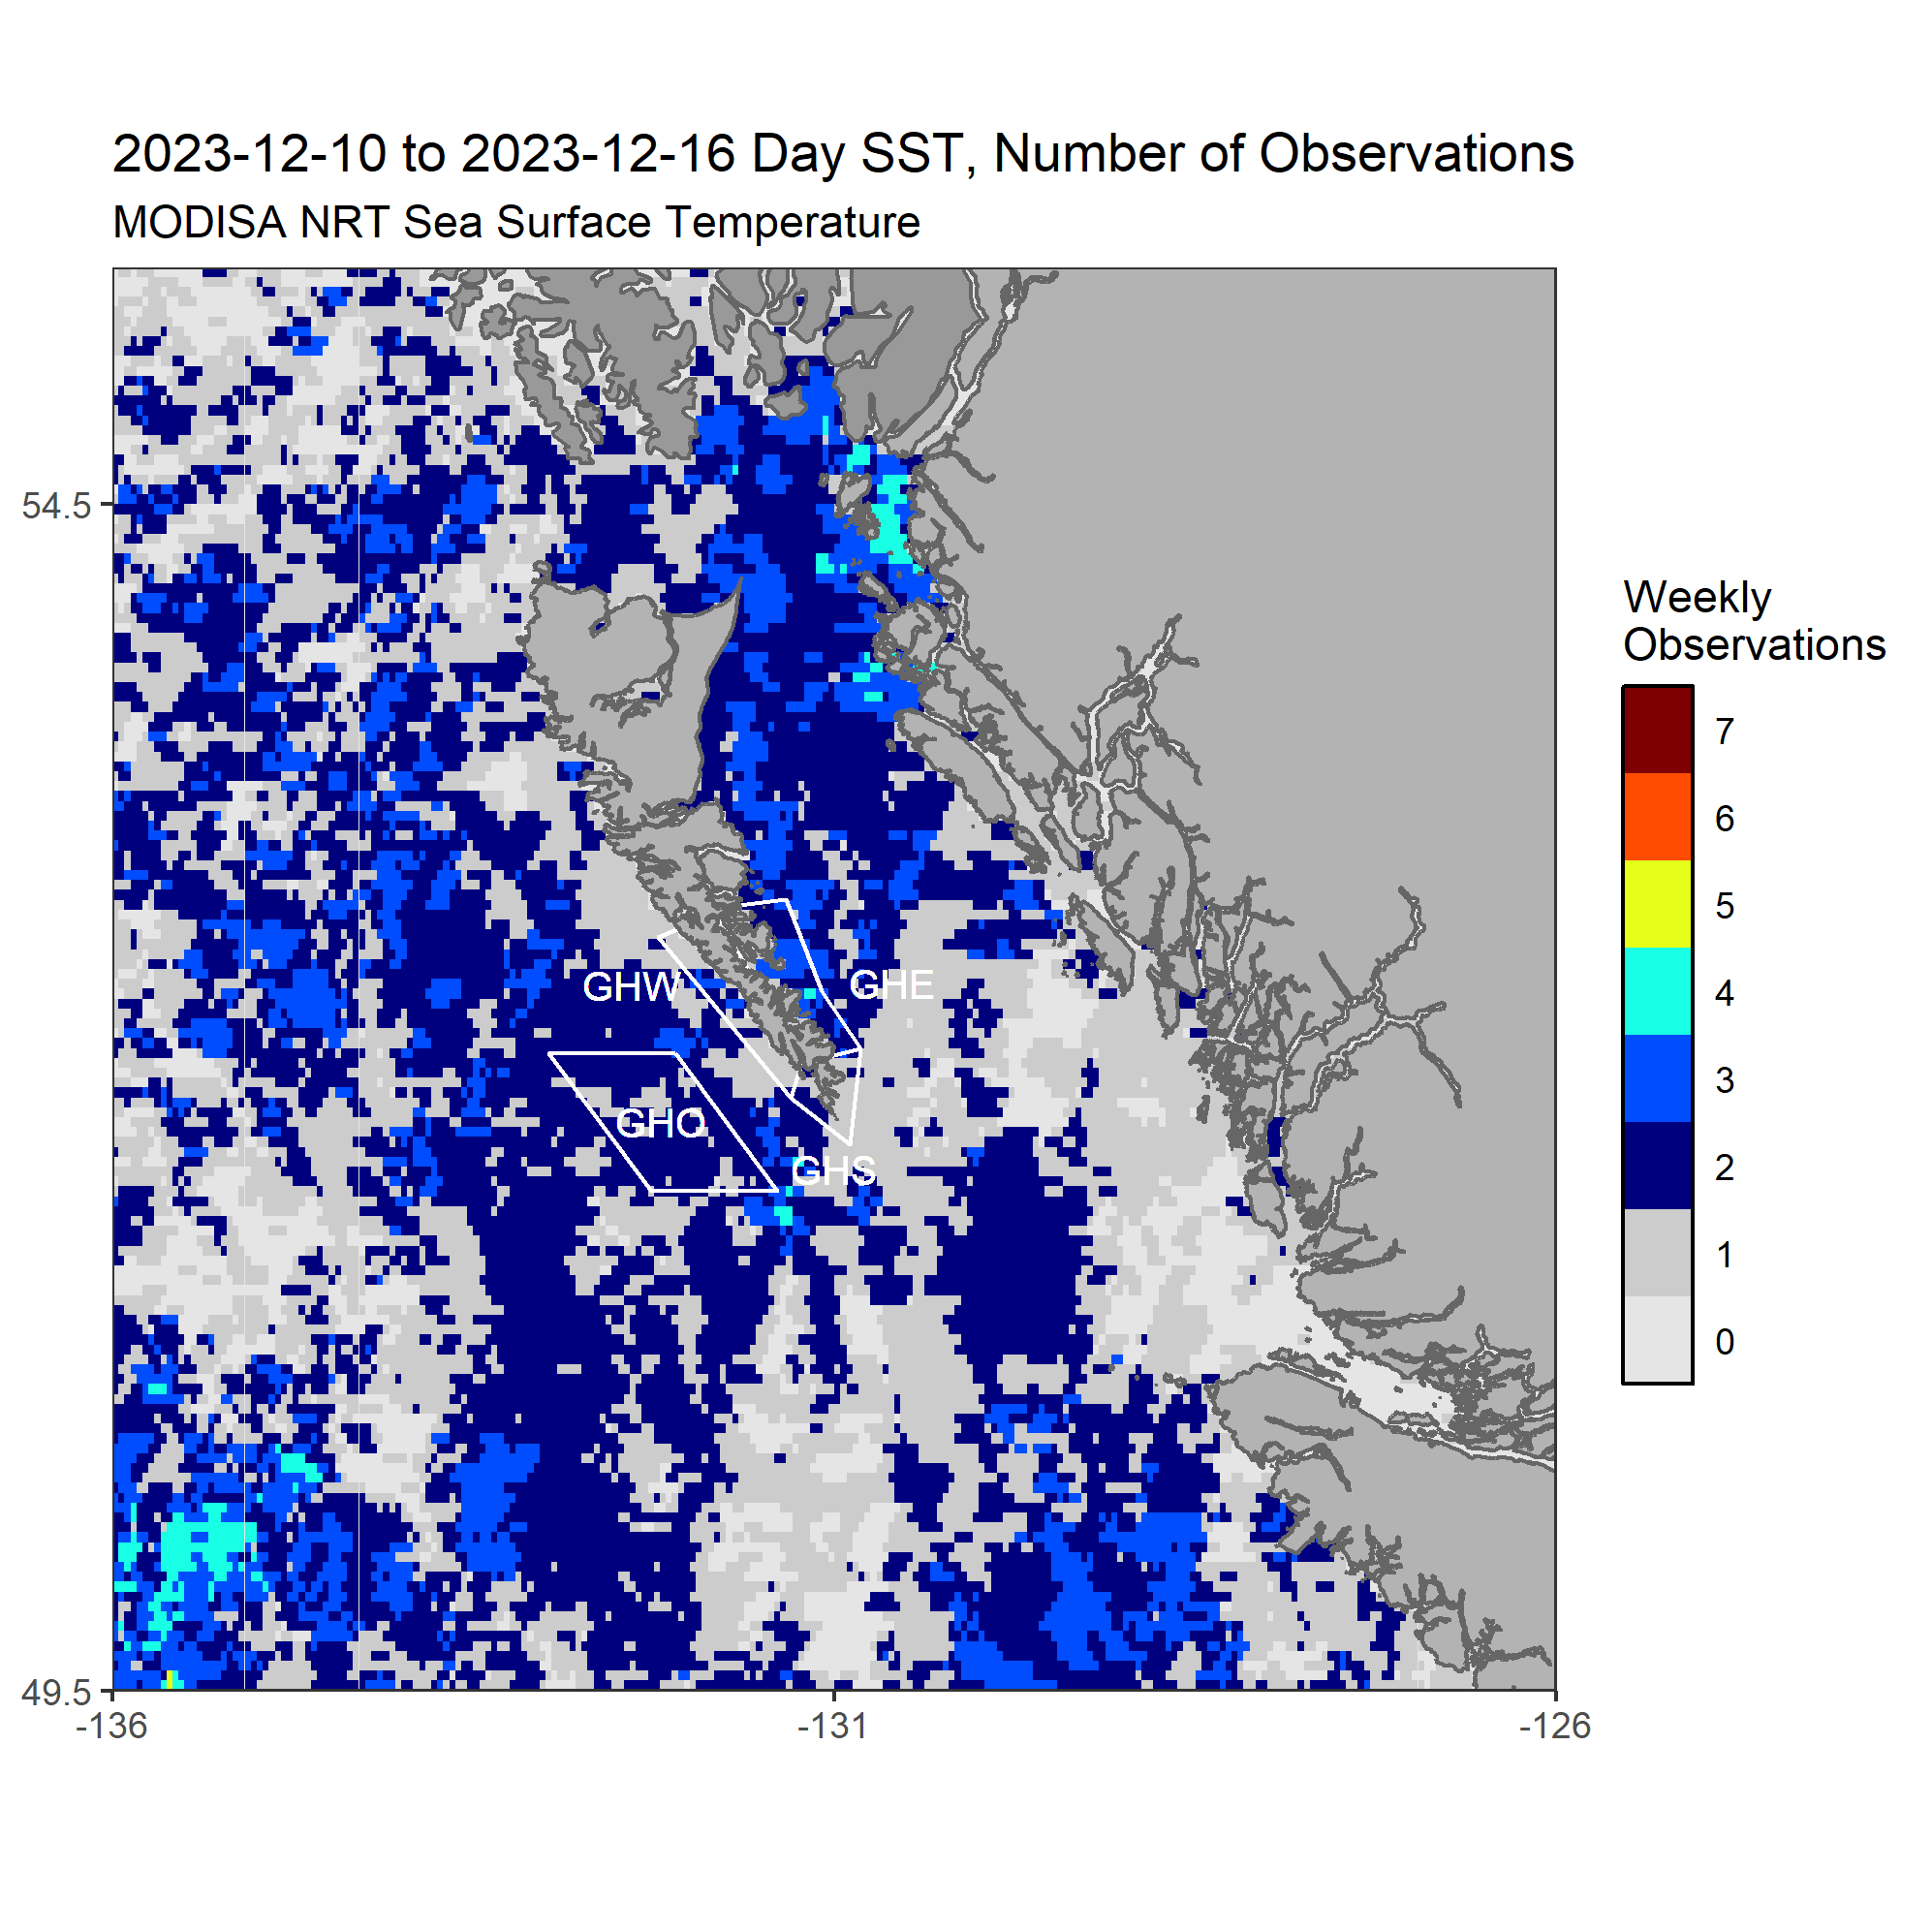 2023-12-10 to 2023-12-16 Day SST, Number of Observations
MODISA NRT Sea Surface Temperature
54.5
49.5
-136
-131
-126
GHW
GHE
GHO
GHS
Weekly
Observations
7
6
5
4
3
2
1
0